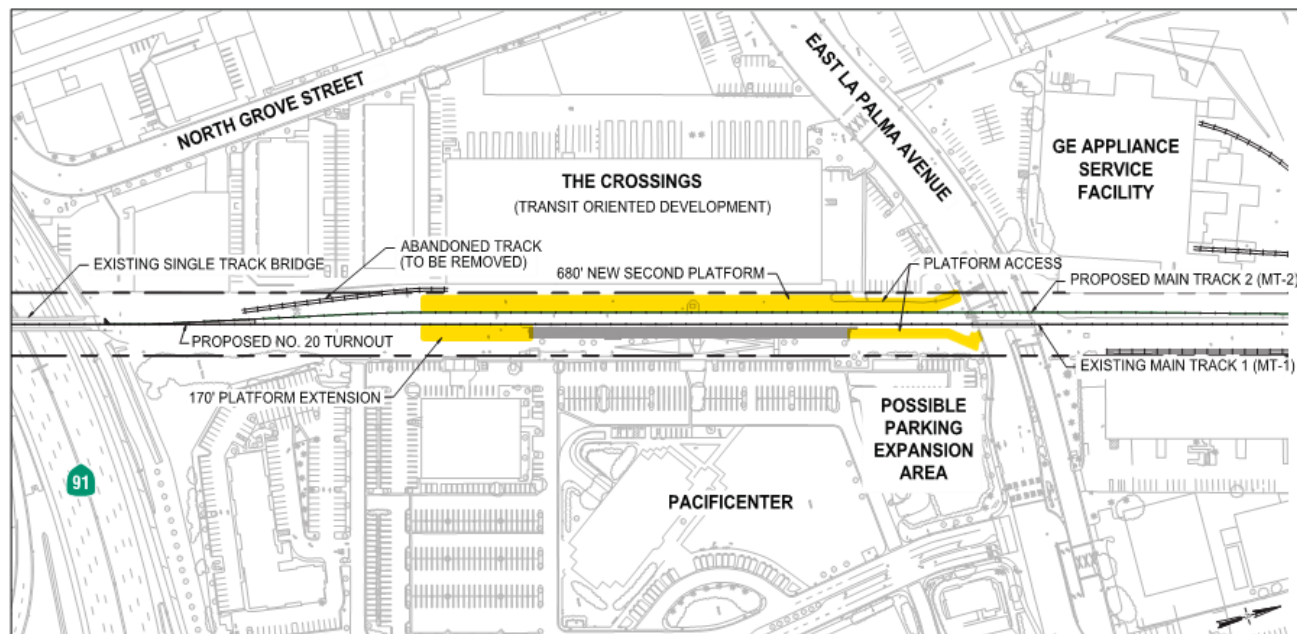 NORTH GROVE STREET
EAST LA PALMA AVENUE
GE APPLIANCE
SERVICE
FACILITY
THE CROSSINGS
(TRANSIT ORIENTED DEVELOPMENT)
ABANDONED TRACK
(TO BE REMOVED)
EXISTING SINGLE TRACK BRIDGE
680' NEW SECOND PLATFORM
PLATFORM ACCESS
PROPOSED MAIN TRACK 2 (MT-2)
PROPOSED NO. 20 TURNOUT
EXISTING MAIN TRACK 1 (MT-1)
170' PLATFORM EXTENSION
POSSIBLE
PARKING
EXPANSION
AREA
91
PACIFICENTER